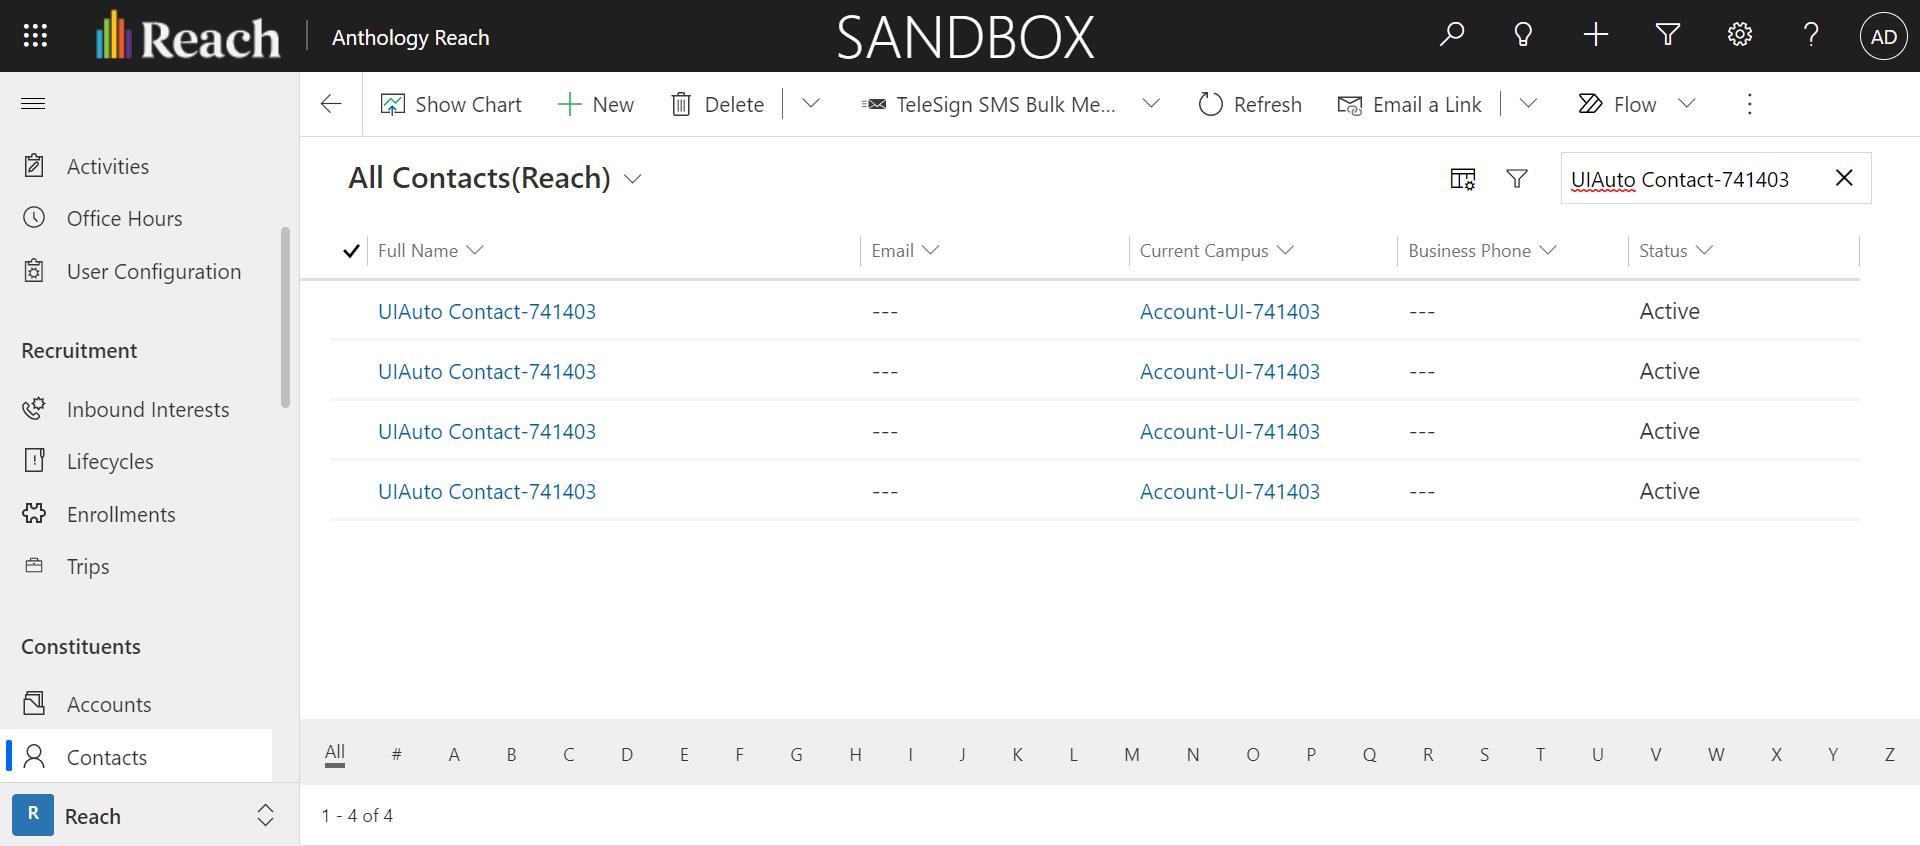 Reach
Anthology Reach
SANDBOX
AD
Show Chart
New
Delete
TeleSign SMS Bulk Me...
Refresh
Email a Link
Flow
Activities
Office Hours
User Configuration
Recruitment
Inbound Interests
Lifecycles
Enrollments
Trips
Constituents
Accounts
Contacts
R Reach
All Contacts(Reach)
UIAuto Contact-741403
Full Name Email Current Campus Business Phone Status
UIAuto Contact-741403 --- Account-UI-741403 --- Active
UIAuto Contact-741403 --- Account-UI-741403 --- Active
UIAuto Contact-741403 --- Account-UI-741403 --- Active
UIAuto Contact-741403 --- Account-UI-741403 --- Active
All # A B C D E F G H I J K L M N O P Q R S T U V W X Y Z
1 - 4 of 4